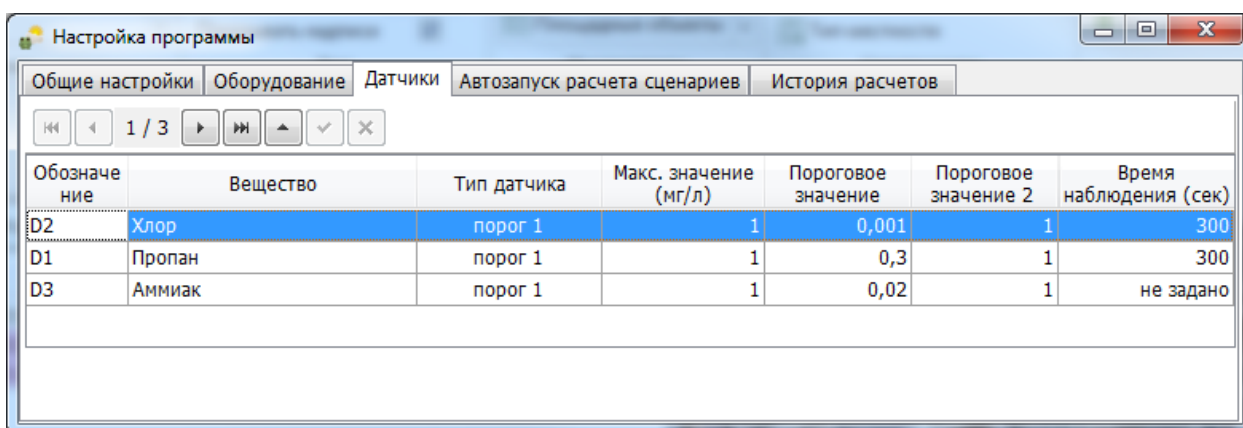 Настройка программы
Общие настройки Оборудование Датчики Автозапуск расчета сценариев История расчетов
1 / 3
Обозначе
ние Вещество Тип датчика Макс. значение
(мг/л) Пороговое
значение Пороговое
значение 2 Время
наблюдения (сек)
D2 Хлор порог 1 1 0,001 1 300
D1 Пропан порог 1 1 0,3 1 300
D3 Аммиак порог 1 1 0,02 1 не задано